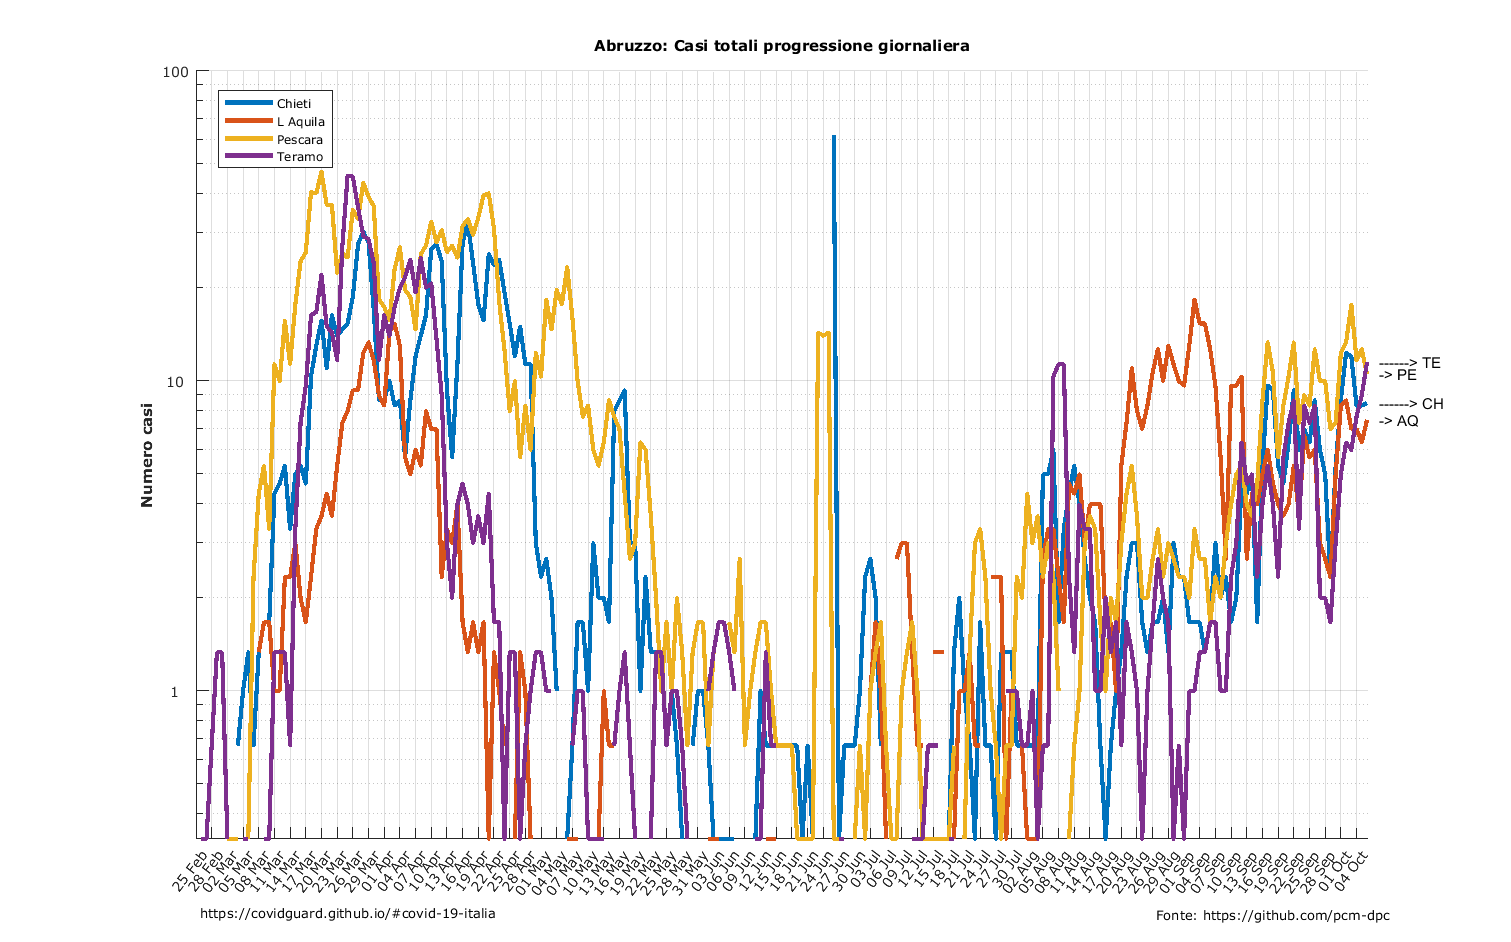 Abruzzo: Casi totali progressione giornaliera
100
10
1
Numero casi
Chieti
L Aquila
Pescara
Teramo
------> TE
-> PE
------> CH
-> AQ
25 Feb
28 Feb
02 Mar
05 Mar
08 Mar
11 Mar
14 Mar
17 Mar
20 Mar
23 Mar
26 Mar
29 Mar
01 Apr
04 Apr
07 Apr
10 Apr
13 Apr
16 Apr
19 Apr
22 Apr
25 Apr
28 Apr
01 May
04 May
07 May
10 May
13 May
16 May
19 May
22 May
25 May
28 May
31 May
03 Jun
06 Jun
09 Jun
12 Jun
15 Jun
18 Jun
21 Jun
24 Jun
27 Jun
30 Jun
03 Jul
06 Jul
09 Jul
12 Jul
15 Jul
18 Jul
21 Jul
24 Jul
27 Jul
30 Jul
02 Aug
05 Aug
08 Aug
11 Aug
14 Aug
17 Aug
20 Aug
23 Aug
26 Aug
29 Aug
01 Sep
04 Sep
07 Sep
10 Sep
13 Sep
16 Sep
19 Sep
22 Sep
25 Sep
28 Sep
01 Oct
04 Oct
https://covidguard.github.io/#covid-19-italia
Fonte: https://github.com/pcm-dpc